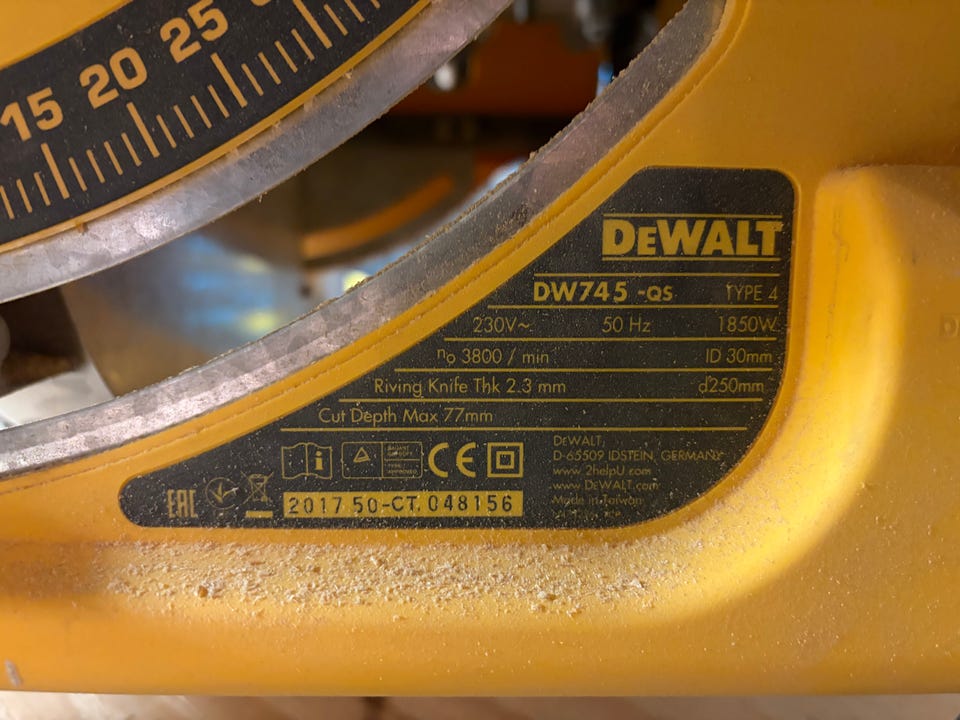 15 20 25
DEWALT
DW745 -QS TYPE 4
230V~ 50 Hz 1850W
no 3800 / min ID 30mm
Riving Knife Thk 2.3 mm d250mm
Cut Depth Max 77mm
DEWALT,
D-65509 IDSTEIN, GERMANY
www.2helpU.com
www.DEWALT.com
Made in Taiwan
i
CE
EAC
2017 50-CT. 048156